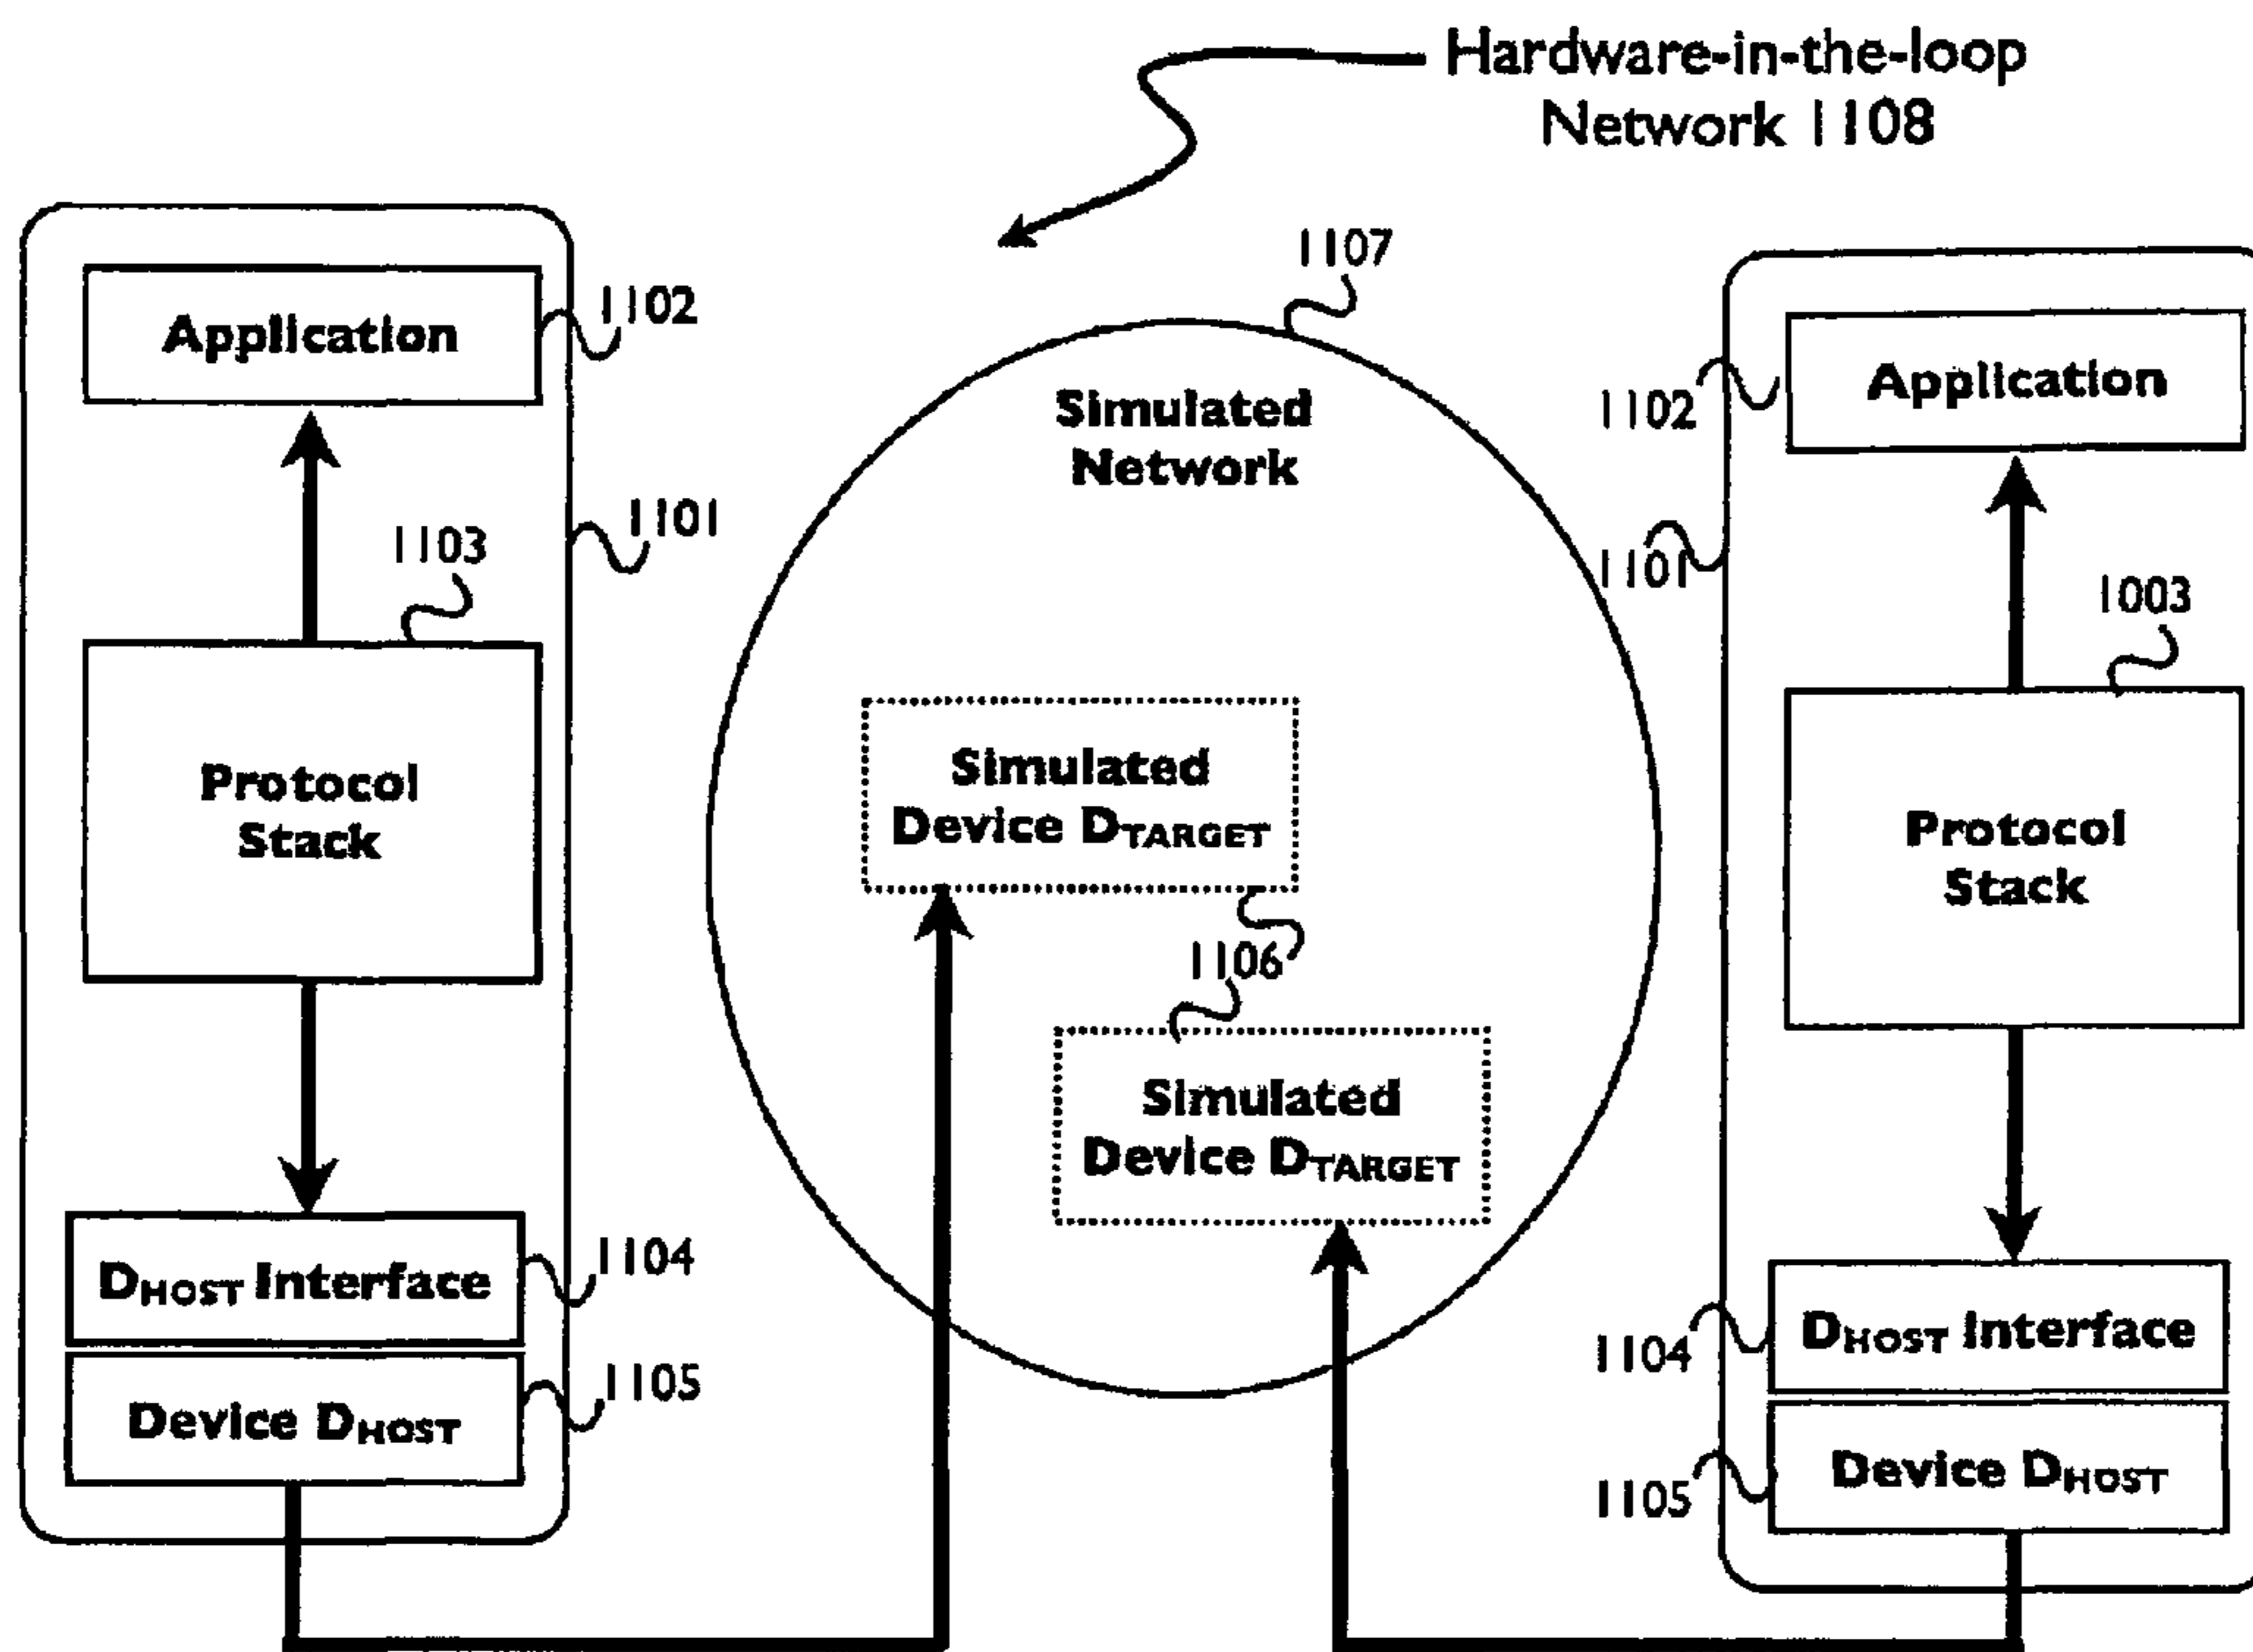 Hardware-in-the-loop
Network 1108
Application
1102
1103
1101
Protocol
Stack
DHOST Interface
1104
Device DHOST
1105
1107
Simulated
Network
Simulated
Device DTARGET
1106
Simulated
Device DTARGET
Application
1102
1101
1003
Protocol
Stack
DHOST Interface
1104
Device DHOST
1105